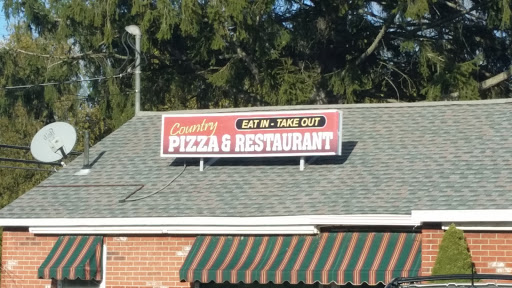 Country EAT IN - TAKE OUT
PIZZA & RESTAURANT